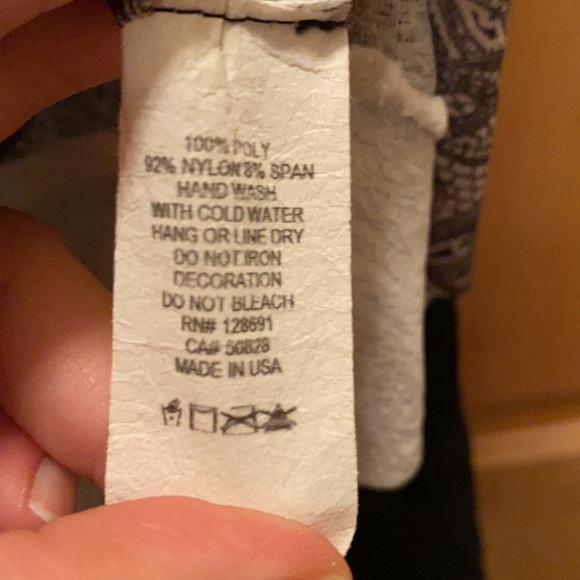 100% POLY
92% NYLON 8% SPAN
HAND WASH
WITH COLD WATER
HANG OR LINE DRY
DO NOT IRON
DECORATION
DO NOT BLEACH
RN# 128691
CA# 50828
MADE IN USA